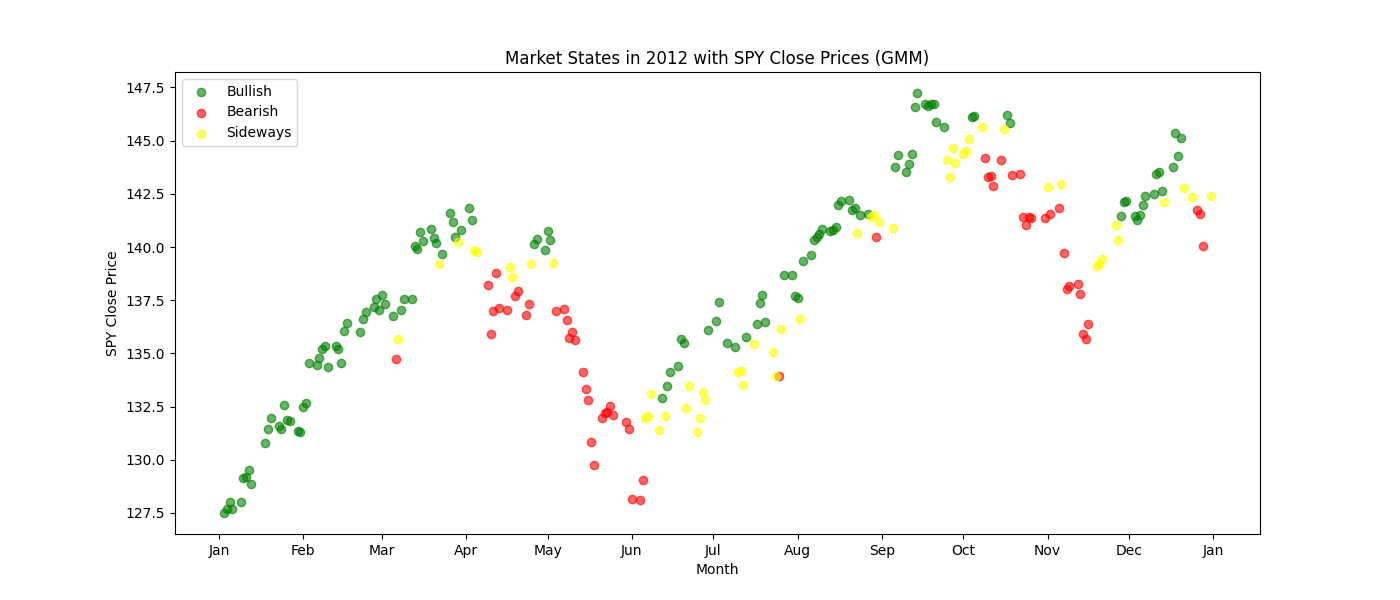 Market States in 2012 with SPY Close Prices (GMM)
147.5
145.0
142.5
140.0
137.5
135.0
132.5
130.0
127.5
SPY Close Price
Bullish
Bearish
Sideways
Jan Feb Mar Apr May Jun Jul Aug Sep Oct Nov Dec Jan
Month